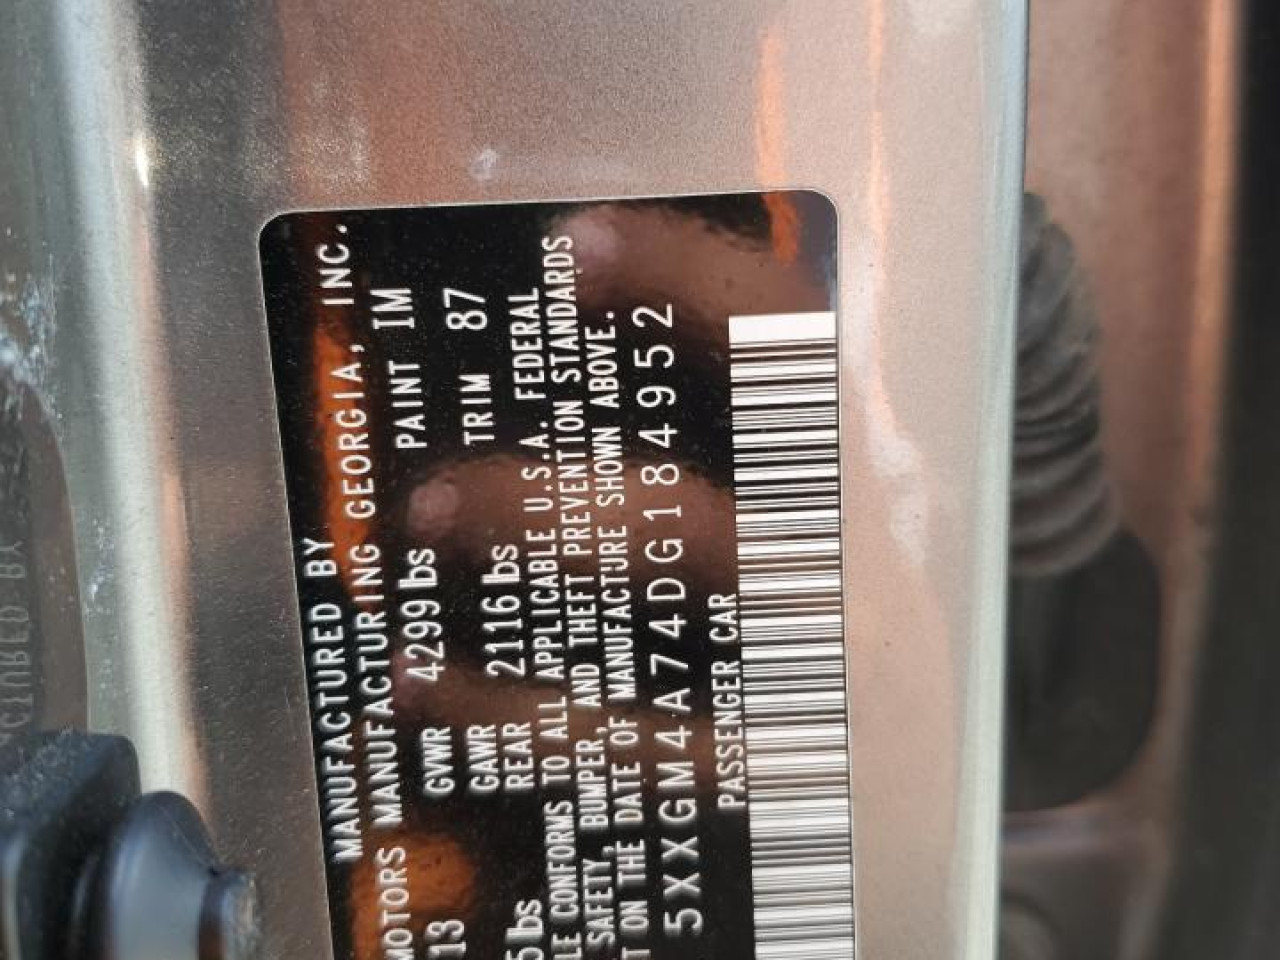 MANUFACTURED BY
MOTORS MANUFACTURING GEORGIA, INC.
13 GVWR 4299 lbs PAINT IM
GAWR
5 lbs REAR 2116 lbs TRIM 87
LE CONFORMS TO ALL APPLICABLE U.S.A. FEDERAL
SAFETY, BUMPER, AND THEFT PREVENTION STANDARDS
T ON THE DATE OF MANUFACTURE SHOWN ABOVE.
5XXGM4A74DG184952
PASSENGER CAR